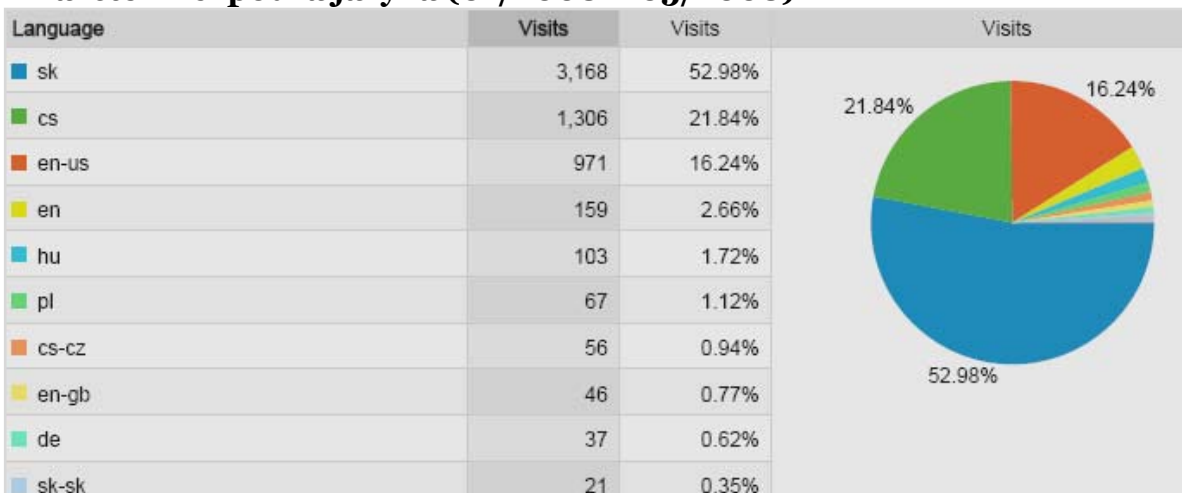 Language Visits Visits Visits
sk 3,168 52.98%
cs 1,306 21.84%
en-us 971 16.24%
en 159 2.66%
hu 103 1.72%
pl 67 1.12%
cs-cz 56 0.94%
en-gb 46 0.77%
de 37 0.62%
sk-sk 21 0.35%
21.84%
16.24%
52.98%